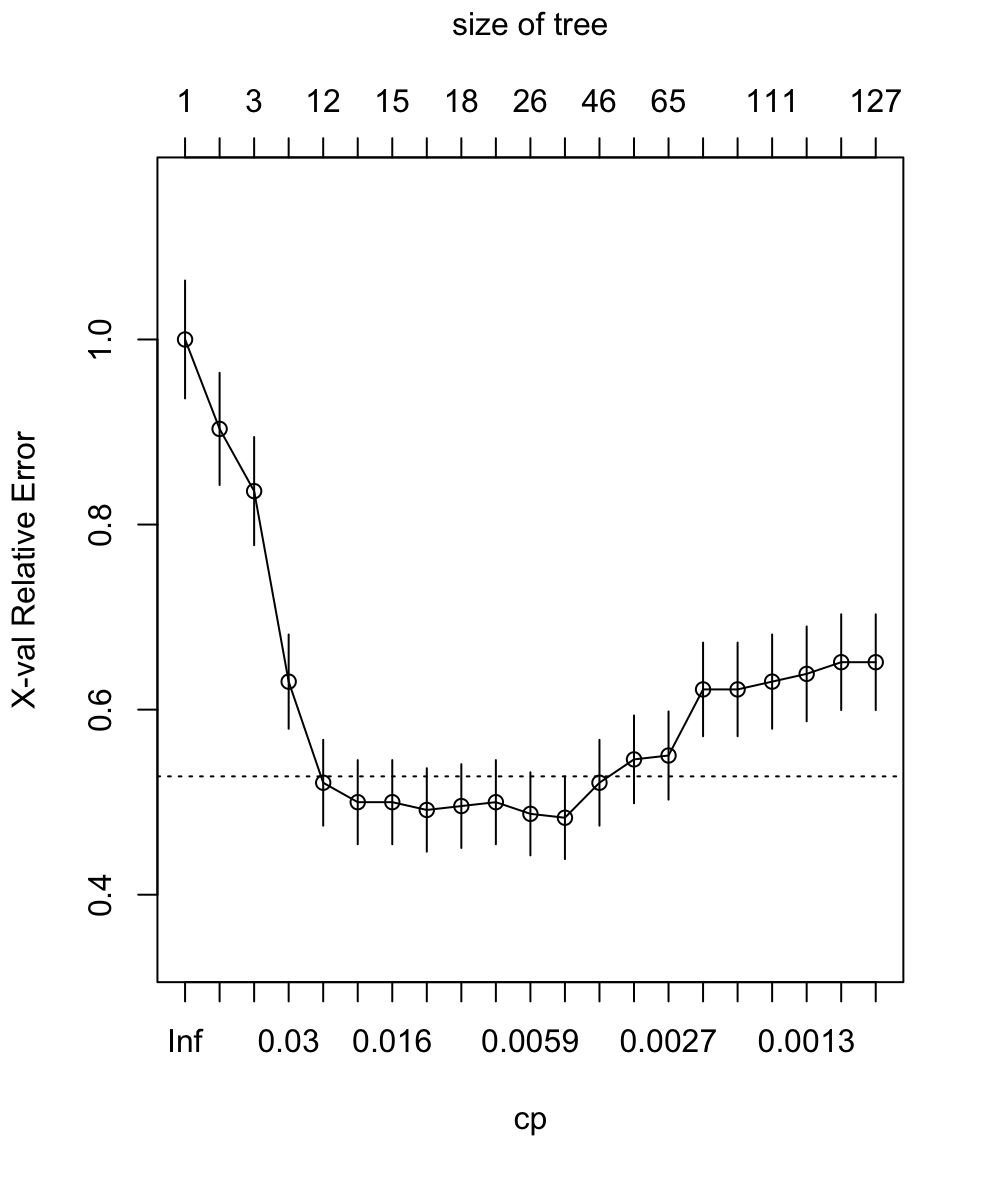 size of tree
1 3 12 15 18 26 46 65 111 127
X-val Relative Error
1.0
0.8
0.6
0.4
Inf 0.03 0.016 0.0059 0.0027 0.0013
cp